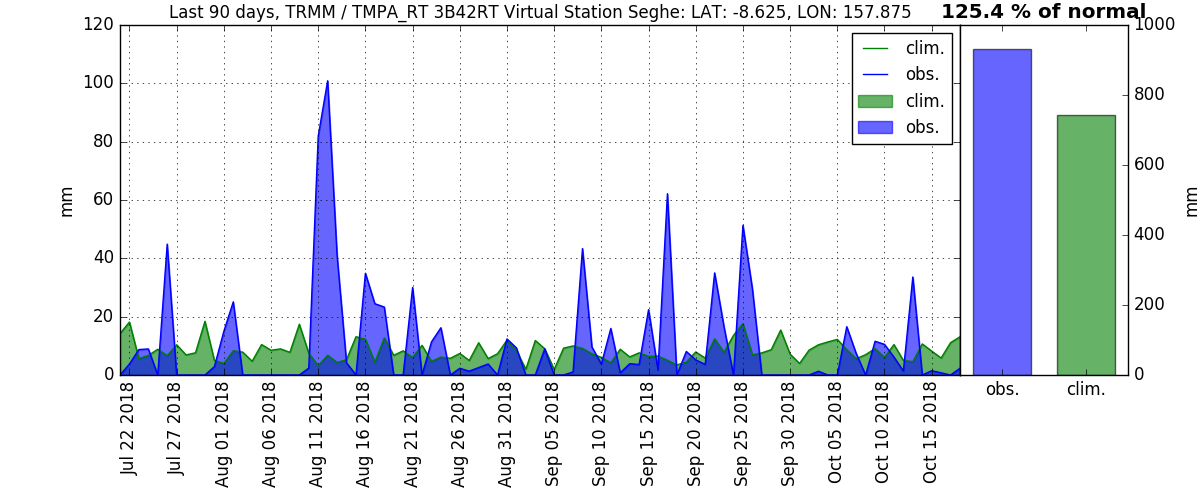 Last 90 days, TRMM / TMPA_RT 3B42RT Virtual Station Seghe: LAT: -8.625, LON: 157.875
125.4 % of normal
120
100
80
60
40
20
0
mm
clim.
obs.
clim.
obs.
Jul 22 2018
Jul 27 2018
Aug 01 2018
Aug 06 2018
Aug 11 2018
Aug 16 2018
Aug 21 2018
Aug 26 2018
Aug 31 2018
Sep 05 2018
Sep 10 2018
Sep 15 2018
Sep 20 2018
Sep 25 2018
Sep 30 2018
Oct 05 2018
Oct 10 2018
Oct 15 2018
1000
800
600
400
200
0
mm
obs.
clim.